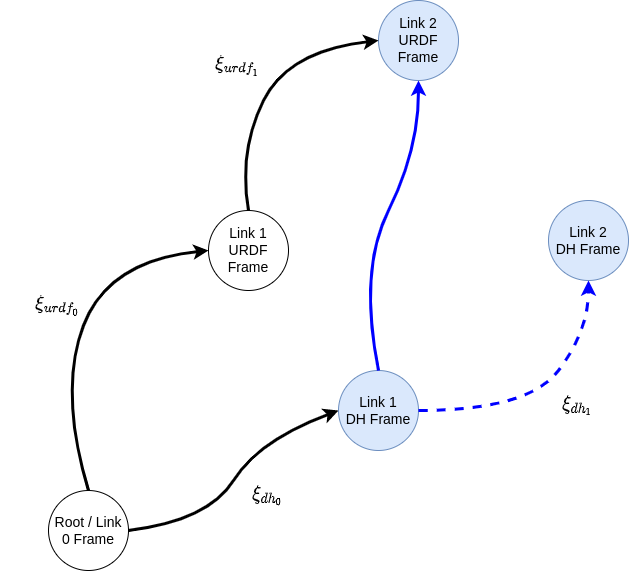 Link 2
URDF
Frame
ξurdf₁
Link 1
URDF
Frame
Link 2
DH Frame
ξurdf₀
Link 1
DH Frame
ξdh₁
ξdh₀
Root / Link
0 Frame